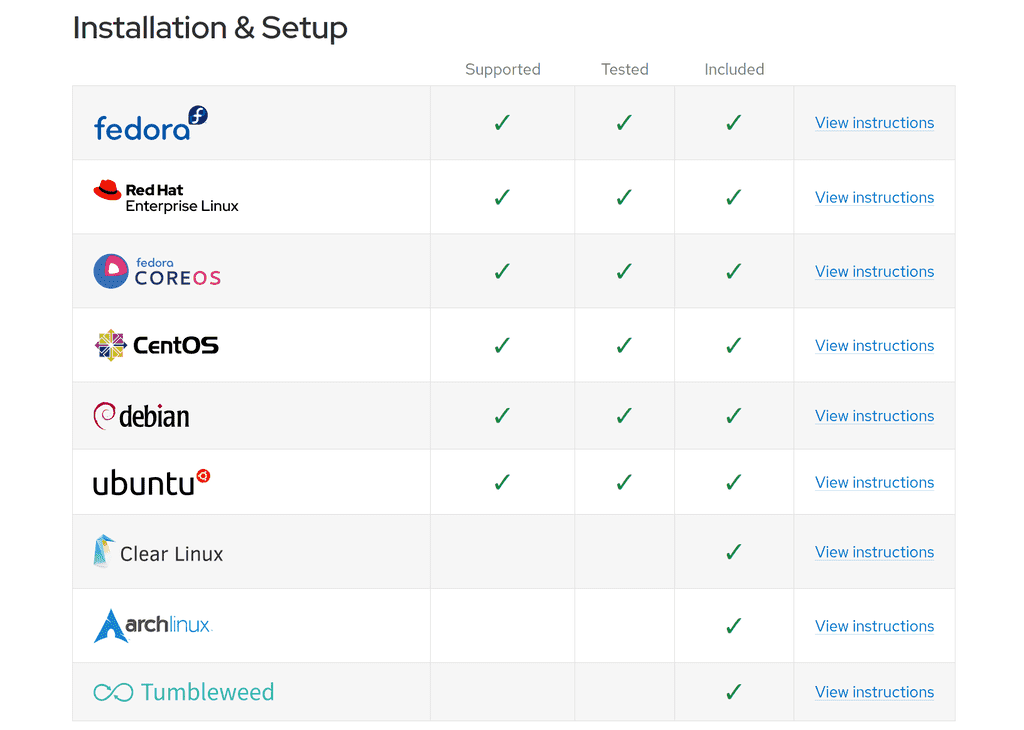 Installation & Setup
Supported Tested Included
fedora ✓ ✓ ✓ View instructions
Red Hat
Enterprise Linux ✓ ✓ ✓ View instructions
fedora
COREOS ✓ ✓ ✓ View instructions
CentOS ✓ ✓ ✓ View instructions
debian ✓ ✓ ✓ View instructions
ubuntu ✓ ✓ ✓ View instructions
Clear Linux ✓ View instructions
archlinux ✓ View instructions
Tumbleweed ✓ View instructions